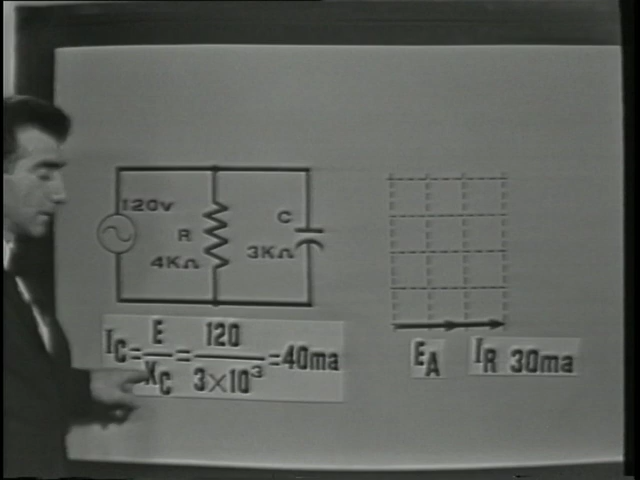 120v
R
4KΩ
C
3KΩ
IC = E/XC = 120/3×10³ = 40ma
EA
IR 30ma